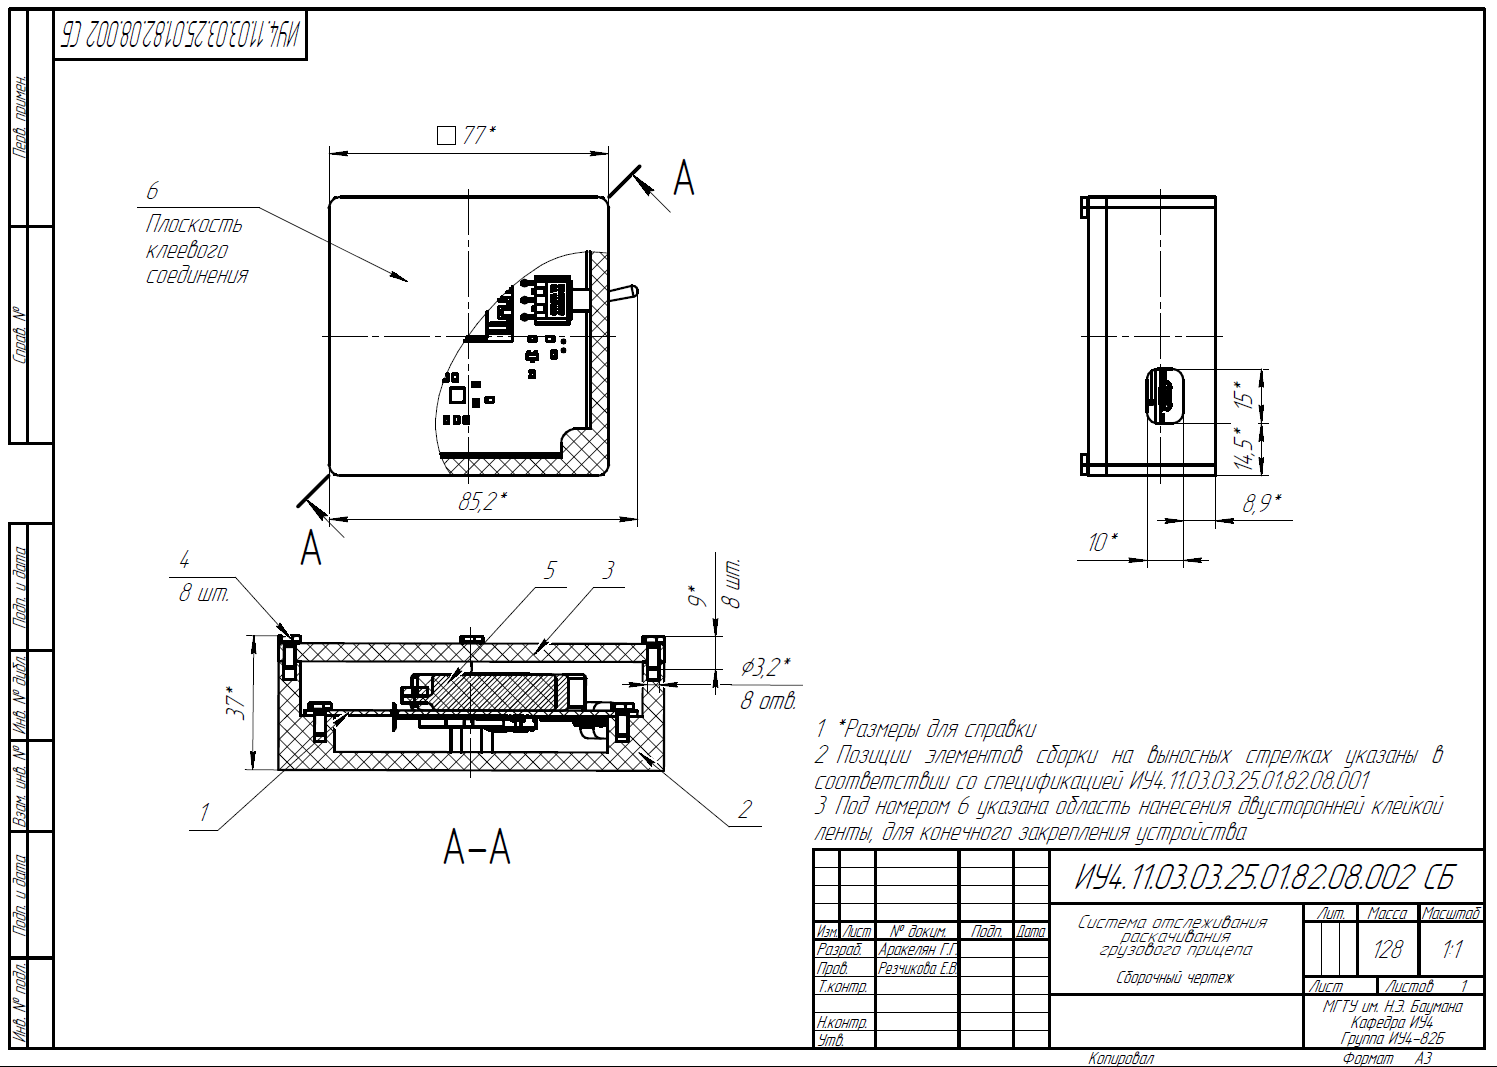 ИУ4.11.03.03.25.01.82.08.002 СБ
Перв. примен.
Справ. №
Подп. и дата
Инв. № дубл.
Взам. инв. №
Подп. и дата
Инв. № подл.
77*
А
6
Плоскость
клеевого
соединения
85,2*
А
15*
14,5*
8,9*
10*
4
8 шт.
5
3
9*
8 шт.
⌀3,2*
8 отв.
37*
1
2
А-А
1 *Размеры для справки
2 Позиции элементов сборки на выносных стрелках указаны в
соответствии со спецификацией ИУ4.11.03.03.25.01.82.08.001
3 Под номером 6 указана область нанесения двусторонней клейкой
ленты, для конечного закрепления устройства
ИУ4.11.03.03.25.01.82.08.002 СБ
Изм. Лист № докум. Подп. Дата
Разраб. Аракелян Г.Г.
Пров. Резчикова Е.В.
Т.контр.
Н.контр.
Утв.
Система отслеживания
раскачивания
грузового прицепа
Сборочный чертеж
Лит. Масса Масштаб
128 1:1
Лист Листов 1
МГТУ им. Н.Э. Баумана
Кафедра ИУ4
Группа ИУ4-82Б
Копировал Формат А3